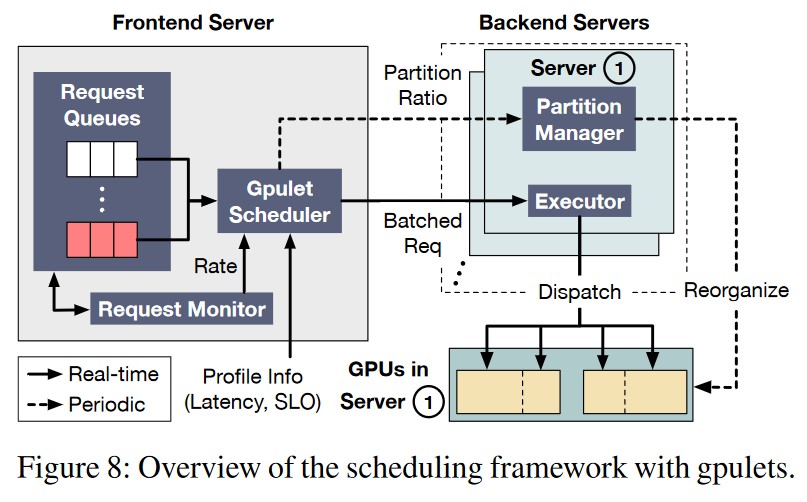 Frontend Server
Backend Servers
Request
Queues
Gpulet
Scheduler
Rate
Request Monitor
Partition
Ratio
Server 1
Partition
Manager
Executor
Batched
Req
Dispatch
Reorganize
Real-time
Periodic
Profile Info
(Latency, SLO)
GPUs in
Server 1
Figure 8: Overview of the scheduling framework with gpulets.